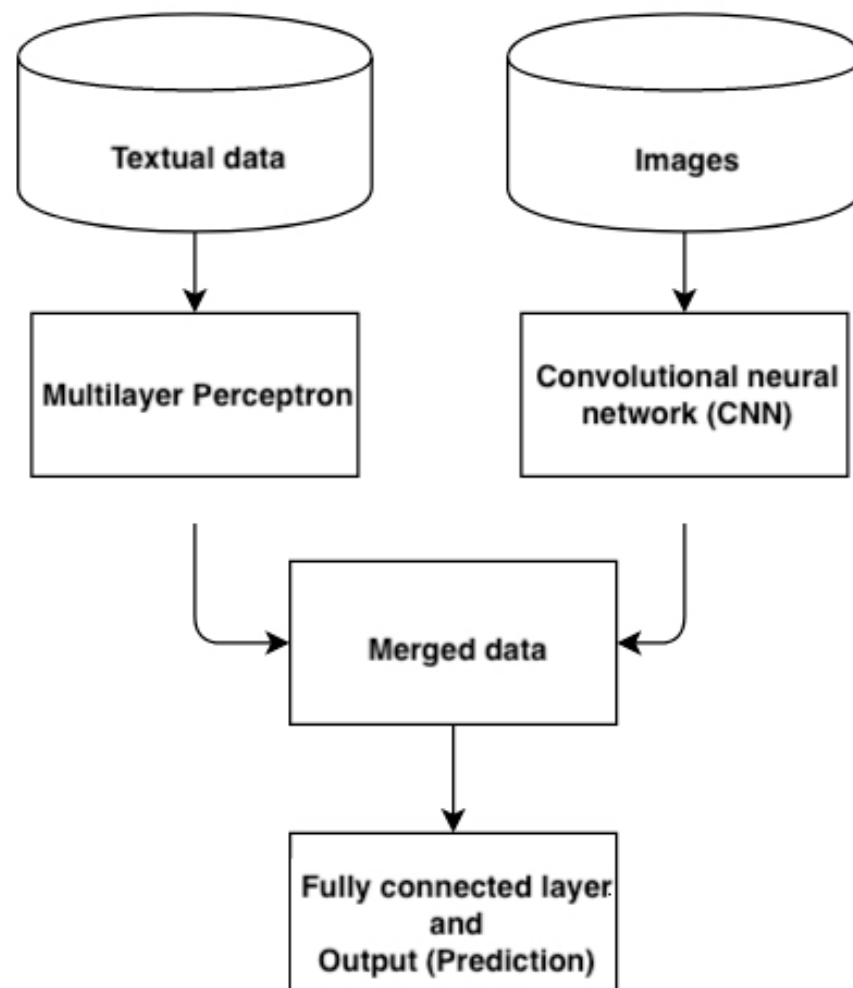 Textual data
Images
Multilayer Perceptron
Convolutional neural
network (CNN)
Merged data
Fully connected layer
and
Output (Prediction)